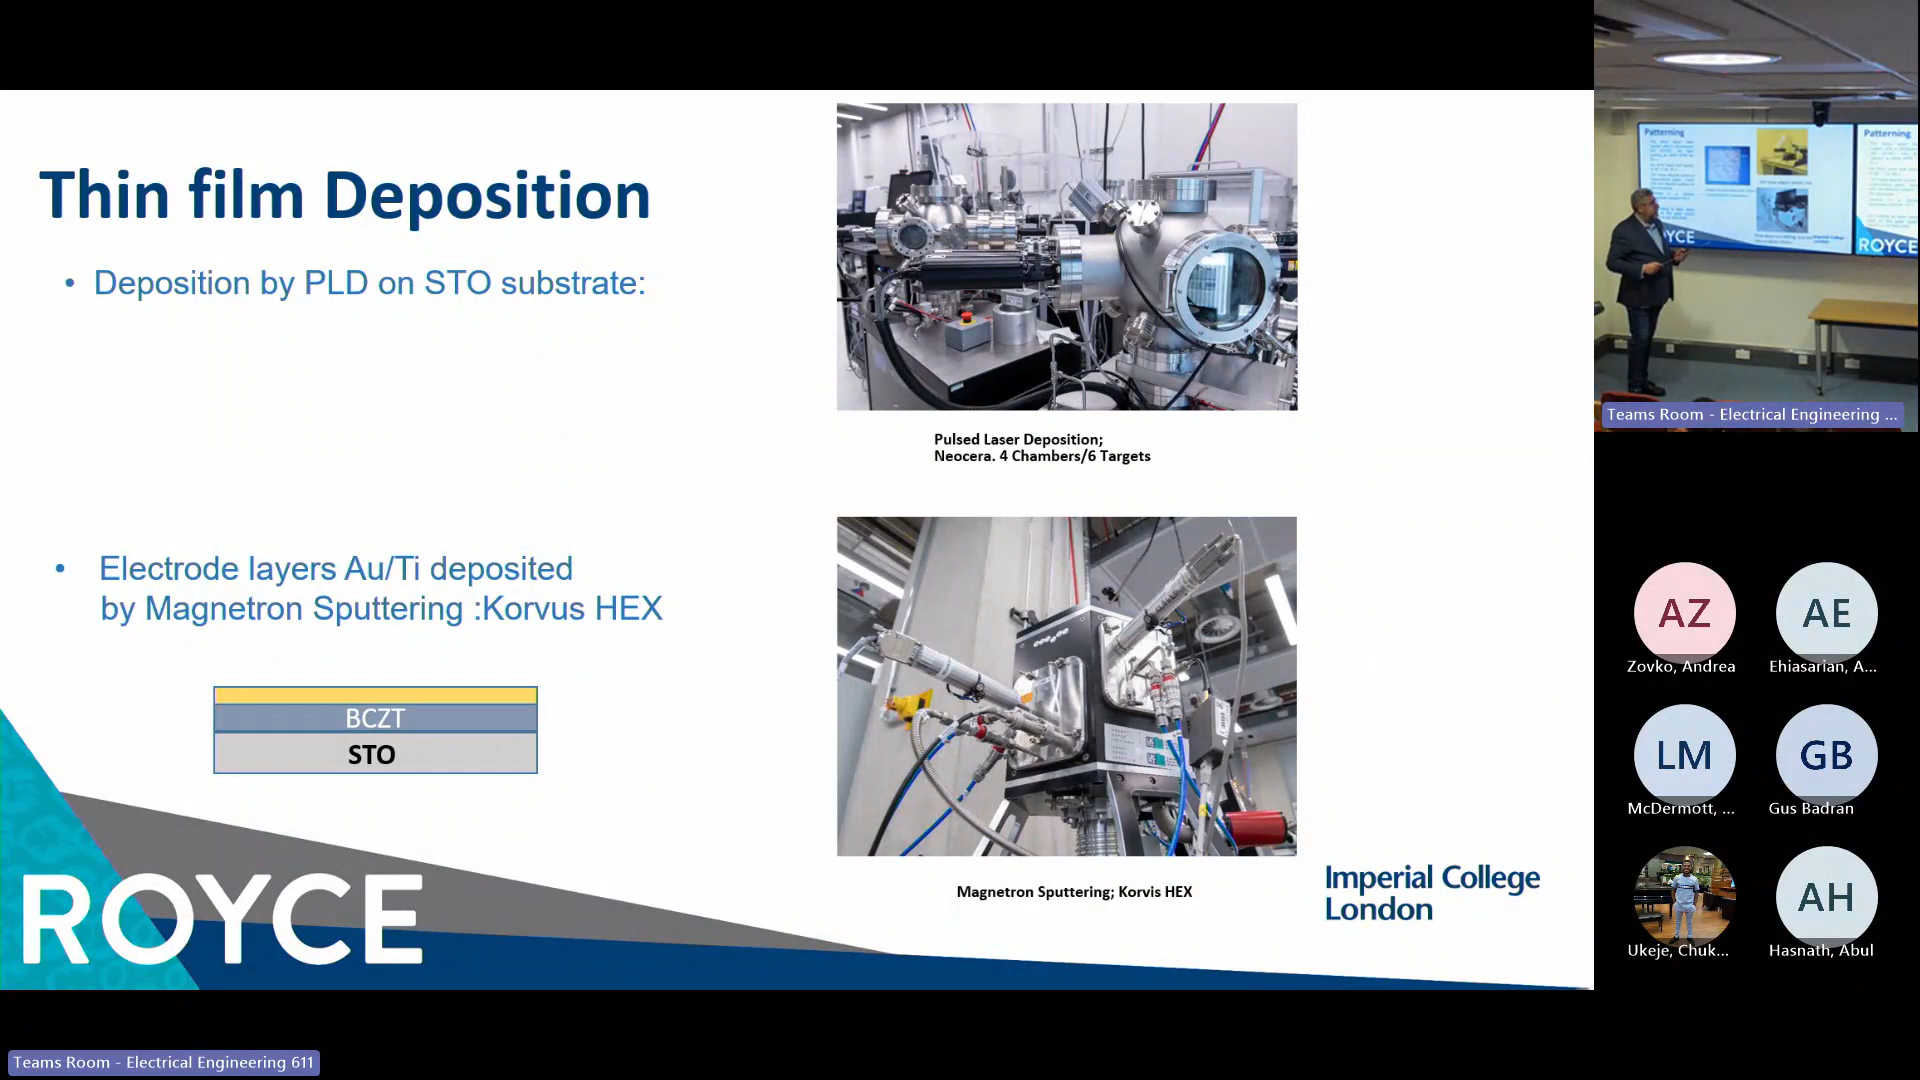 Thin film Deposition
• Deposition by PLD on STO substrate:
Pulsed Laser Deposition;
Neocera. 4 Chambers/6 Targets
• Electrode layers Au/Ti deposited
by Magnetron Sputtering :Korvus HEX
BCZT
STO
Magnetron Sputtering; Korvis HEX
Imperial College
London
ROYCE
Teams Room - Electrical Engineering 611
Patterning
Patterning
ROYCE
Teams Room - Electrical Engineering ...
AZ
Zovko, Andrea
AE
Ehiasarian, A...
LM
McDermott, ...
GB
Gus Badran
Ukeje, Chuk...
AH
Hasnath, Abul